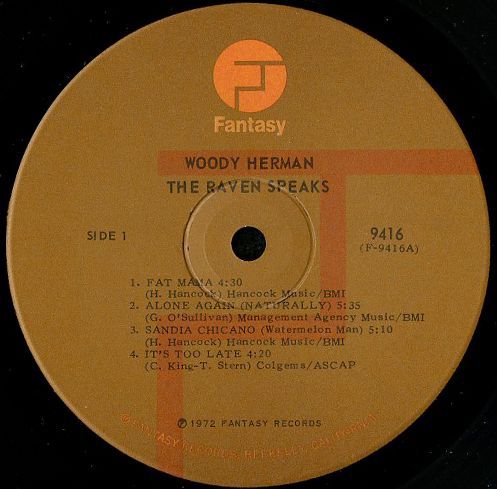 Fantasy
WOODY HERMAN
THE RAVEN SPEAKS
SIDE 1
9416
(F-9416A)
1. FAT MAMA 4:30
(H. Hancock) Hancock Music/BMI
2. ALONE AGAIN (NATURALLY) 5:35
(G. O'Sullivan) Management Agency Music/BMI
3. SANDIA CHICANO (Watermelon Man) 5:10
(H. Hancock) Hancock Music/BMI
4. IT'S TOO LATE 4:20
(C. King-T. Stern) Colgems/ASCAP
℗ 1972 FANTASY RECORDS
© FANTASY RECORDS, BERKELEY, CALIFORNIA